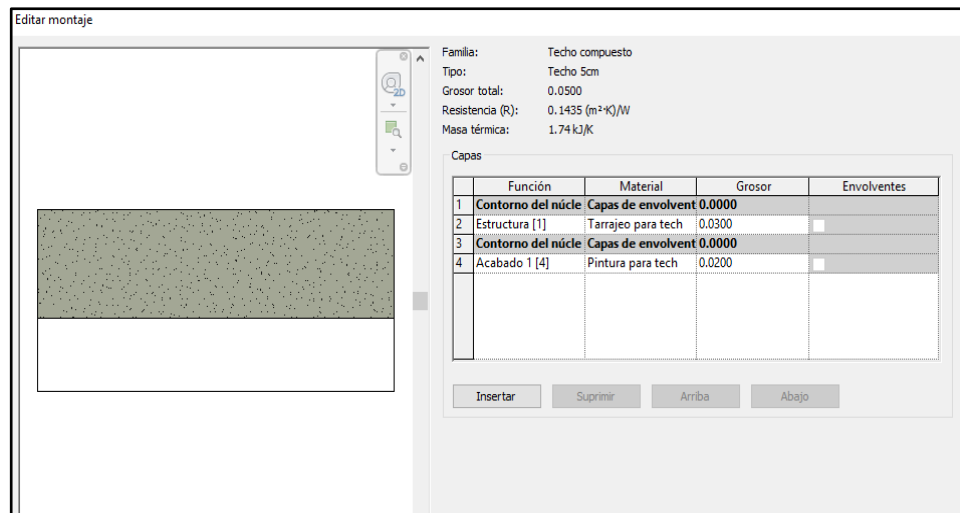 Editar montaje
2D
Familia: Techo compuesto
Tipo: Techo 5cm
Grosor total: 0.0500
Resistencia (R): 0.1435 (m²·K)/W
Masa térmica: 1.74 kJ/K
Capas
Función Material Grosor Envolventes
1 Contorno del núcle Capas de envolvent 0.0000
2 Estructura [1] Tarrajeo para tech 0.0300
3 Contorno del núcle Capas de envolvent 0.0000
4 Acabado 1 [4] Pintura para tech 0.0200
Insertar Suprimir Arriba Abajo